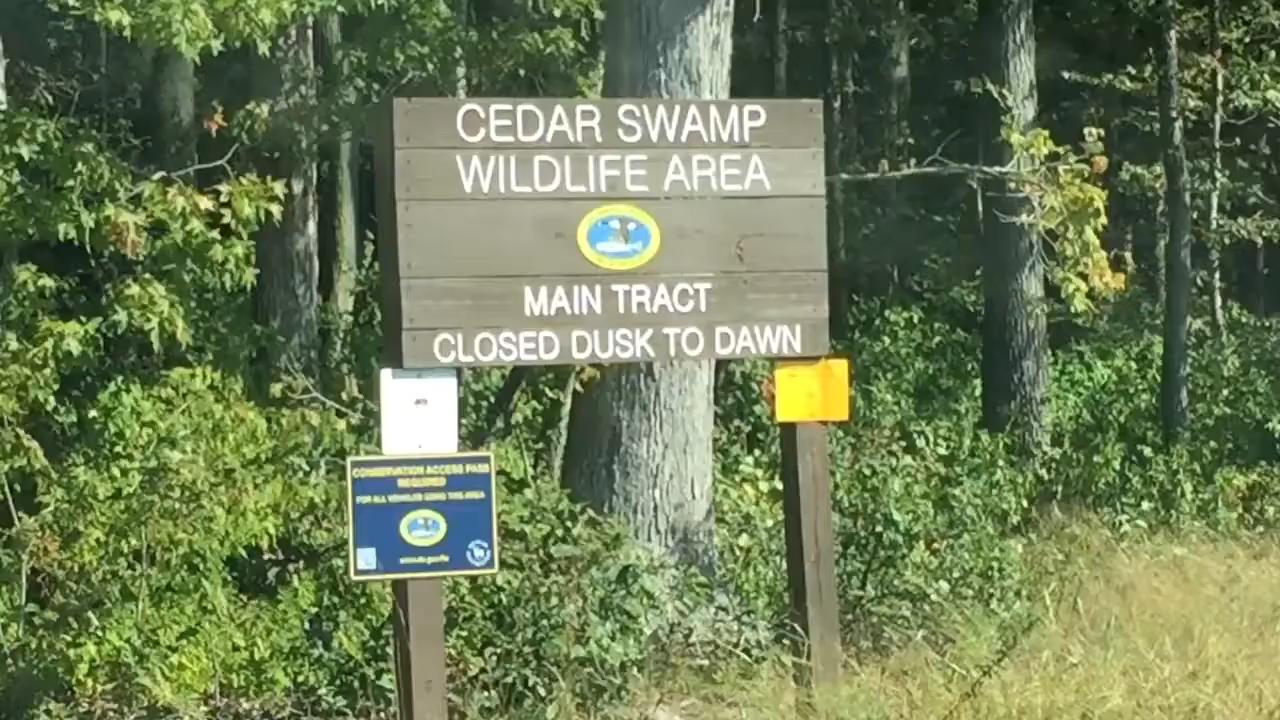 CEDAR SWAMP
WILDLIFE AREA
MAIN TRACT
CLOSED DUSK TO DAWN
CONSERVATION ACCESS PASS
REQUIRED
FOR ALL VEHICLES USING THIS AREA